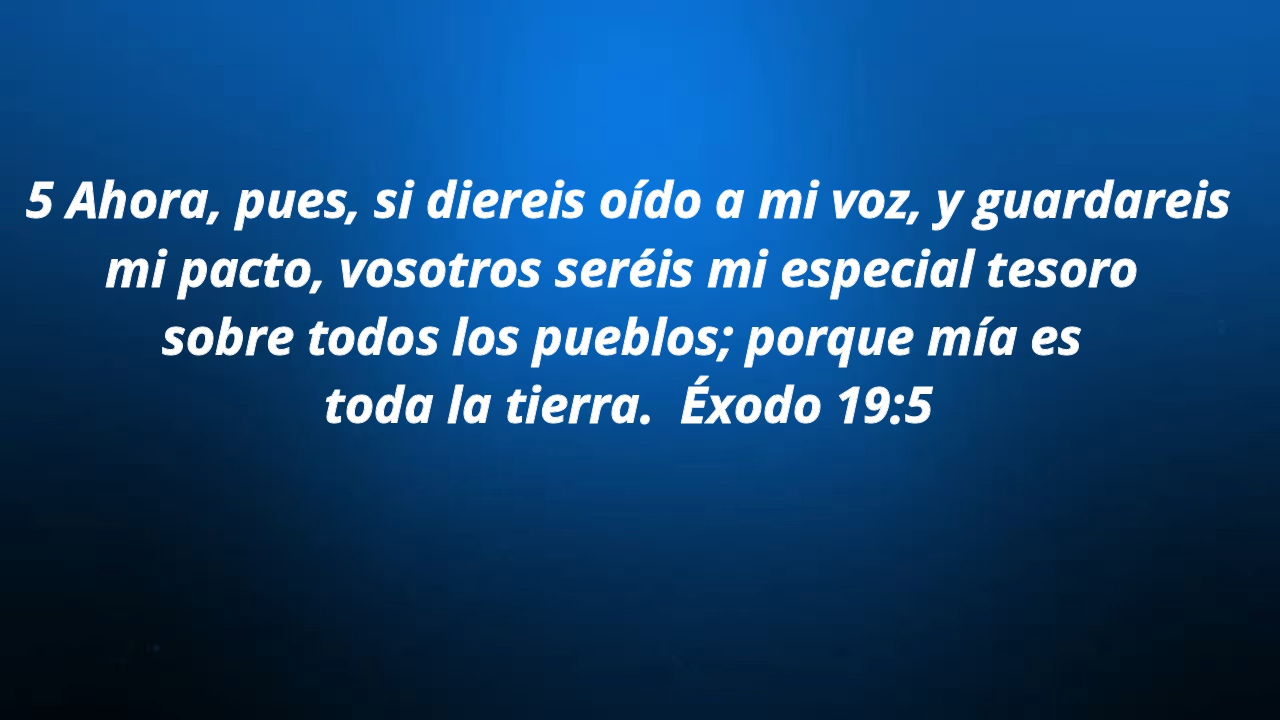 5 Ahora, pues, si diereis oído a mi voz, y guardareis
mi pacto, vosotros seréis mi especial tesoro
sobre todos los pueblos; porque mía es
toda la tierra.  Éxodo 19:5